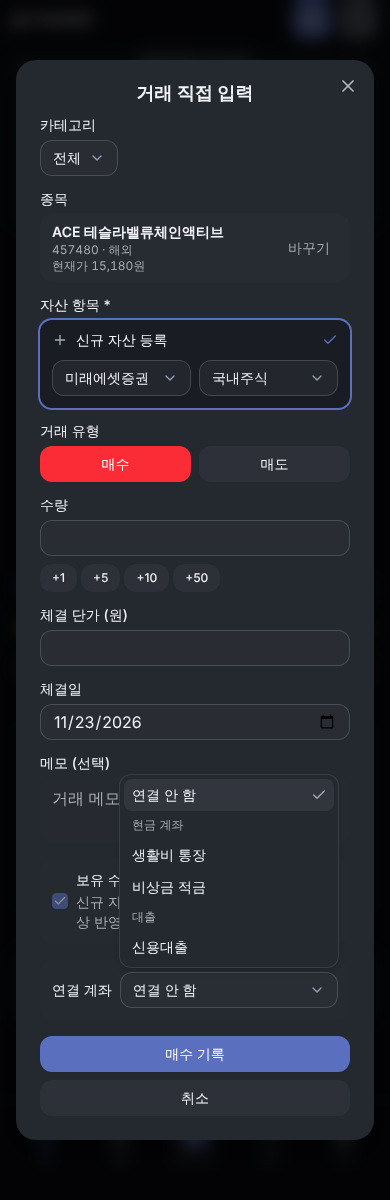 거래 직접 입력
카테고리
전체
종목
ACE 테슬라밸류체인액티브
457480 · 해외
현재가 15,180원
바꾸기
자산 항목 *
신규 자산 등록
미래에셋증권
국내주식
거래 유형
매수
매도
수량
+1
+5
+10
+50
체결 단가 (원)
체결일
11/23/2026
메모 (선택)
거래 메모
연결 안 함
현금 계좌
생활비 통장
비상금 적금
대출
신용대출
보유 수
신규 자
상 반영
연결 계좌
연결 안 함
매수 기록
취소